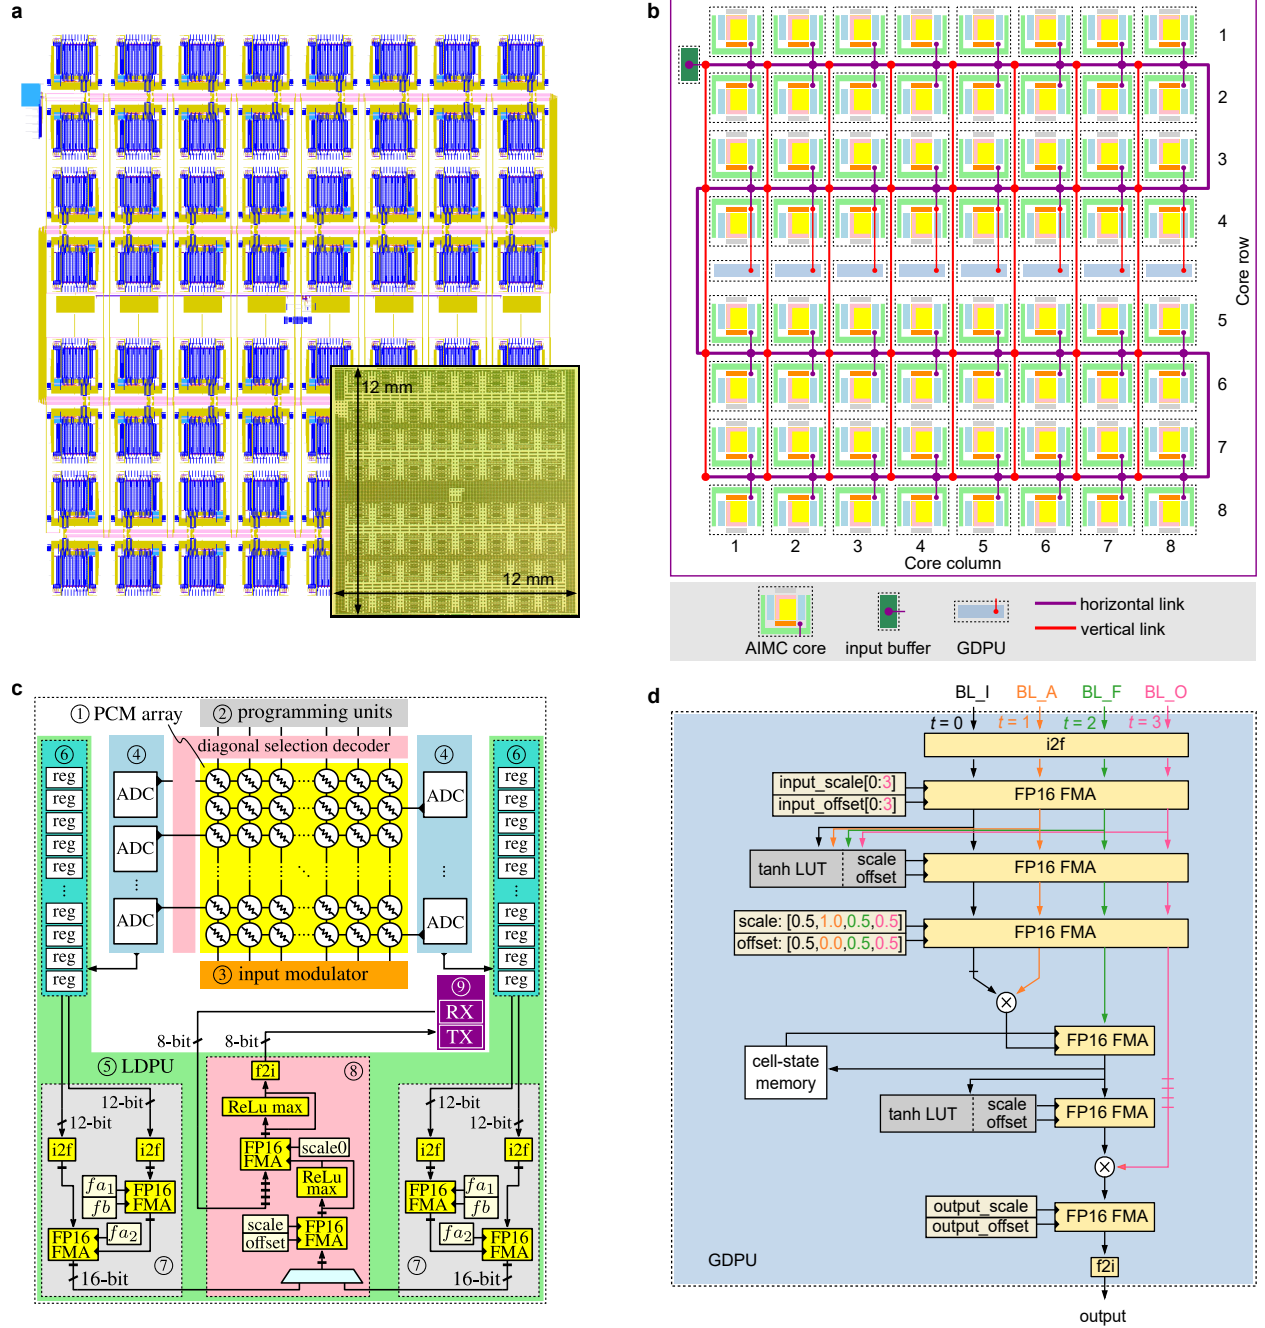 a
12 mm
12 mm
b
1
2
3
4
5
6
7
8
Core row
1 2 3 4 5 6 7 8
Core column
AIMC core
input buffer
GDPU
horizontal link
vertical link
c
① PCM array
② programming units
diagonal selection decoder
⑥
④
④
⑥
reg
reg
reg
reg
reg
reg
reg
reg
reg
ADC
ADC
ADC
ADC
ADC
reg
reg
reg
reg
reg
reg
reg
reg
reg
③ input modulator
⑨
RX
TX
8-bit
8-bit
⑤ LDPU
f2i
⑧
ReLu max
12-bit
12-bit
i2f
i2f
fa1
fb
FP16
FMA
fa2
FP16
FMA
⑦
16-bit
FP16
FMA
scale0
ReLu
max
scale
offset
FP16
FMA
12-bit
12-bit
i2f
i2f
fa1
fb
FP16
FMA
fa2
FP16
FMA
⑦
16-bit
d
BL_I BL_A BL_F BL_O
t = 0 t = 1 t = 2 t = 3
i2f
input_scale[0:3]
input_offset[0:3]
FP16 FMA
tanh LUT
scale
offset
FP16 FMA
scale: [0.5,1.0,0.5,0.5]
offset: [0.5,0.0,0.5,0.5]
FP16 FMA
FP16 FMA
cell-state
memory
tanh LUT
scale
offset
FP16 FMA
output_scale
output_offset
FP16 FMA
GDPU
f2i
output